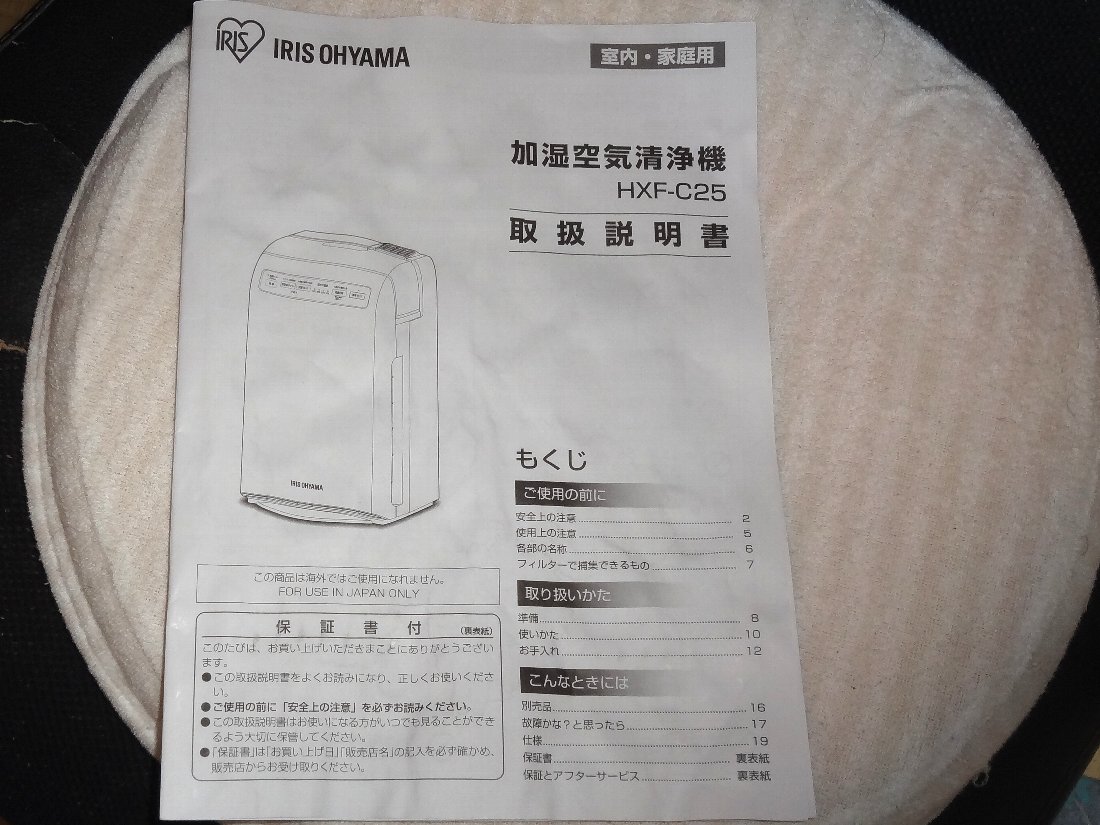 IRIS
IRIS OHYAMA
室内・家庭用
加湿空気清浄機
HXF-C25
取扱説明書
IRIS OHYAMA
この商品は海外ではご使用になれません。
FOR USE IN JAPAN ONLY
保証書付 (裏表紙)
このたびは、お買い上げいただきまことにありがとうござい
ます。
●この取扱説明書をよくお読みになり、正しくお使いくださ
い。
●ご使用の前に「安全上の注意」を必ずお読みください。
●この取扱説明書はお使いになる方がいつでも見ることができ
るよう大切に保管してください。
●「保証書」は「お買い上げ日」「販売店名」の記入を必ず確かめ、
販売店からお受け取りください。
もくじ
ご使用の前に
安全上の注意 2
使用上の注意 5
各部の名称 6
フィルターで捕集できるもの 7
取り扱いかた
準備 8
使いかた 10
お手入れ 12
こんなときには
別売品 16
故障かな?と思ったら 17
仕様 19
保証書 裏表紙
保証とアフターサービス 裏表紙